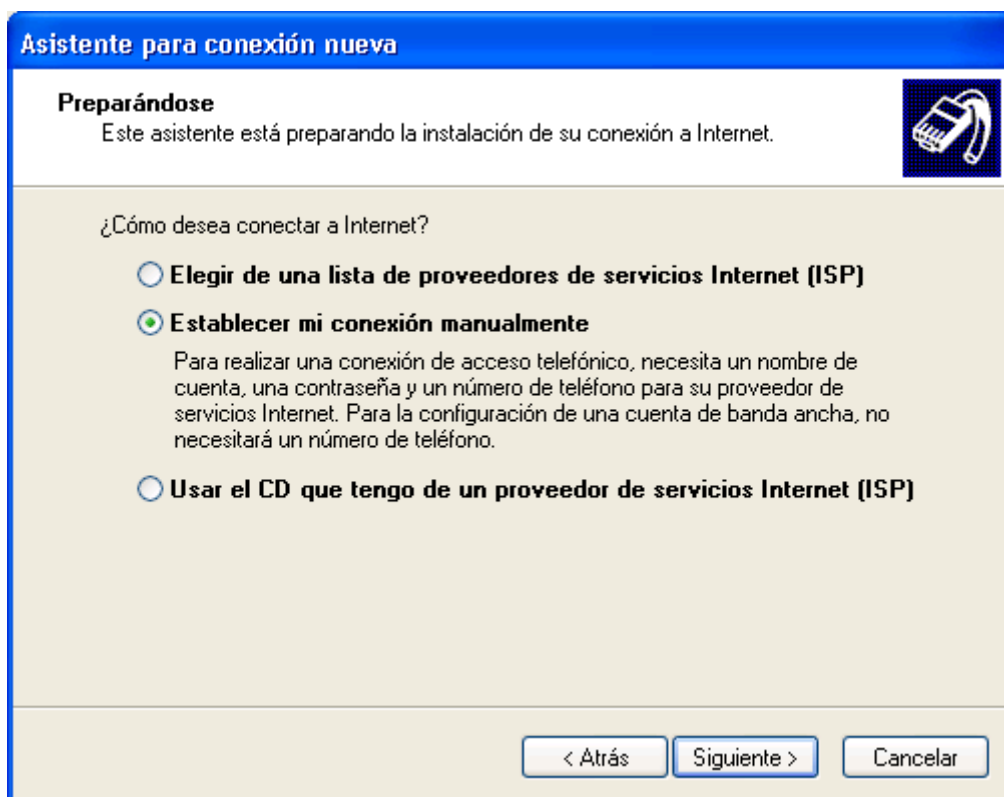 Asistente para conexión nueva
Preparándose
Este asistente está preparando la instalación de su conexión a Internet.
¿Cómo desea conectar a Internet?
Elegir de una lista de proveedores de servicios Internet (ISP)
Establecer mi conexión manualmente
Para realizar una conexión de acceso telefónico, necesita un nombre de
cuenta, una contraseña y un número de teléfono para su proveedor de
servicios Internet. Para la configuración de una cuenta de banda ancha, no
necesitará un número de teléfono.
Usar el CD que tengo de un proveedor de servicios Internet (ISP)
< Atrás Siguiente > Cancelar